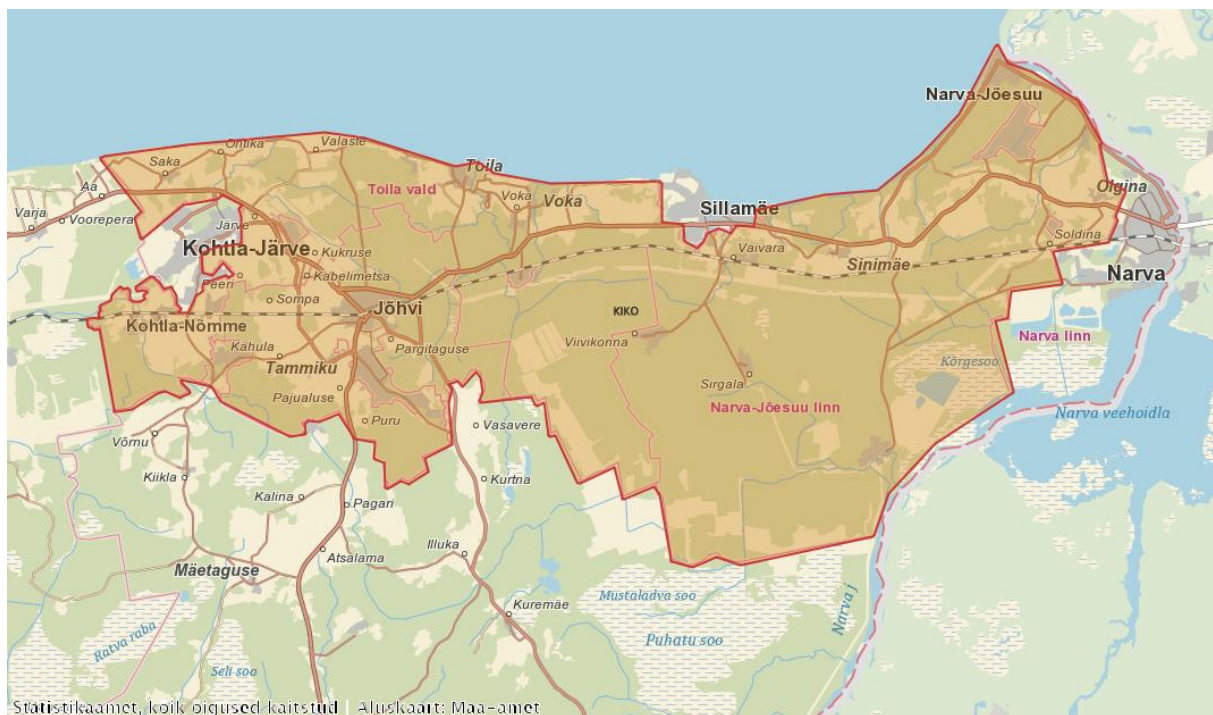 Narva-Jõesuu
Ontika
Valaste
Saka
Toila
Aa
Toila vald
Voka
Voka
Olgina
Varja
Voorepera
Järve
Sillamäe
Kohtla-Järve
Kukruse
Vaivara
Soldina
Sinimäe
Peeri
Kabelimetsa
Narva
Sompa
Jõhvi
KIKO
Kohtla-Nõmme
Viivikonna
Narva linn
Pargitaguse
Kahula
Tammiku
Kõrgesoo
Sirgala
Pajualuse
Narva-Jõesuu linn
Narva veehoidla
Puru
Vasavere
Võrnu
Kiikla
Kurtna
Kalina
Pagari
Atsalama
Illuka
Mäetaguse
Mustaladva soo
Kuremäe
Narva j
Ratva raba
Puhatu soo
Seli soo
Statistikaamet, kõik õigused kaitstud | Aluskaart: Maa-amet